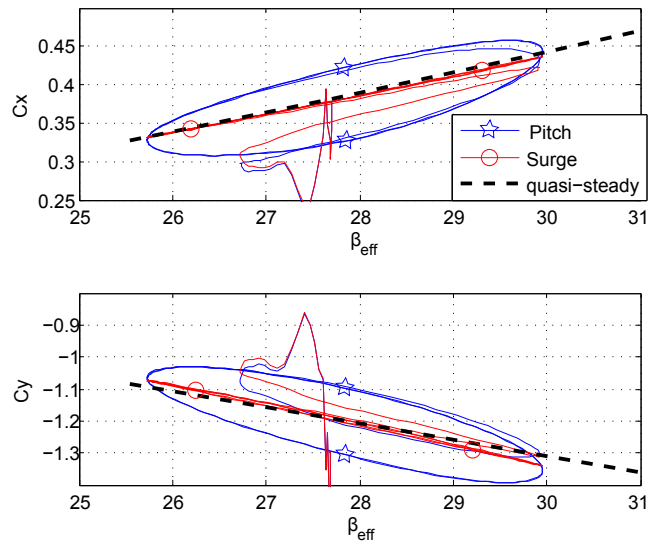 0.45
0.4
0.35
0.3
0.25
Cx
Pitch
Surge
quasi−steady
25 26 27 28 29 30 31
βeff
−0.9
−1
−1.1
−1.2
−1.3
Cy
25 26 27 28 29 30 31
βeff